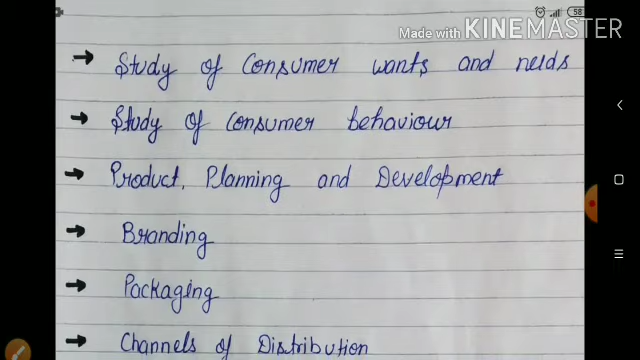 58
Made with KINEMASTER
→ Study of Consumer wants and needs
→ Study of Consumer behaviour
→ Product, Planning and Development
→ Branding
→ Packaging
→ Channels of Distribution